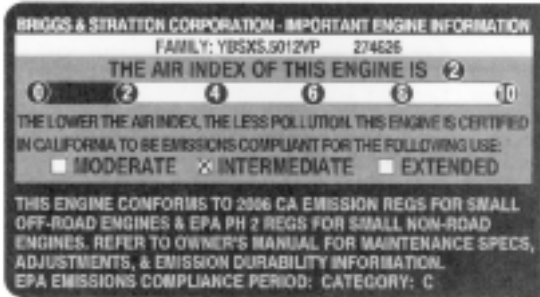 BRIGGS & STRATTON CORPORATION - IMPORTANT ENGINE INFORMATION
FAMILY: YBSXS.5012VP 274626
THE AIR INDEX OF THIS ENGINE IS 2
0 2 4 6 8 10
THE LOWER THE AIR INDEX, THE LESS POLLUTION. THIS ENGINE IS CERTIFIED
IN CALIFORNIA TO BE EMISSIONS COMPLIANT FOR THE FOLLOWING USE:
MODERATE INTERMEDIATE EXTENDED
THIS ENGINE CONFORMS TO 2006 CA EMISSION REGS FOR SMALL
OFF-ROAD ENGINES & EPA PH 2 REGS FOR SMALL NON-ROAD
ENGINES. REFER TO OWNER'S MANUAL FOR MAINTENANCE SPECS,
ADJUSTMENTS, & EMISSION DURABILITY INFORMATION.
EPA EMISSIONS COMPLIANCE PERIOD: CATEGORY: C